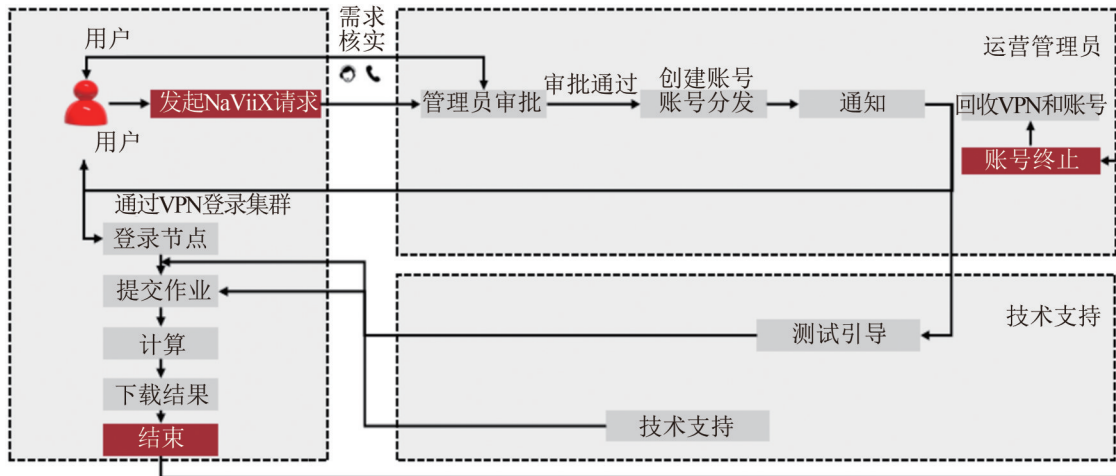 用户
需求
核实
运营管理员
发起NaViiX请求
管理员审批
审批通过
创建账号
账号分发
通知
回收VPN和账号
账号终止
用户
通过VPN登录集群
登录节点
提交作业
计算
下载结果
结束
技术支持
测试引导
技术支持